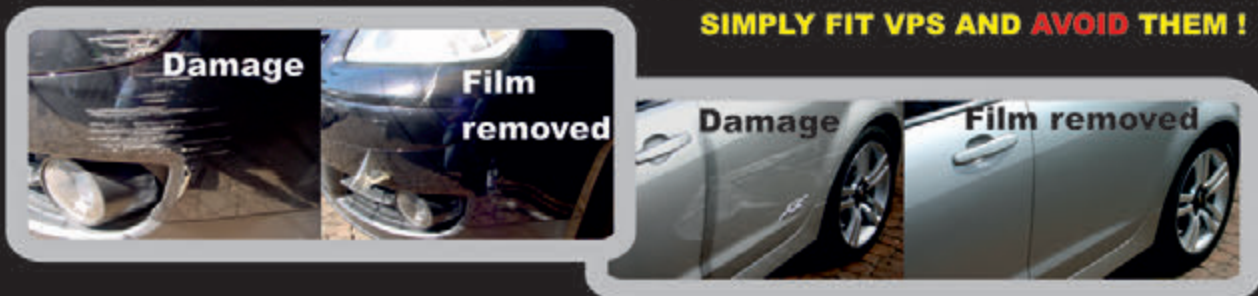 SIMPLY FIT VPS AND AVOID THEM !
Damage
Film
removed
Damage
Film removed